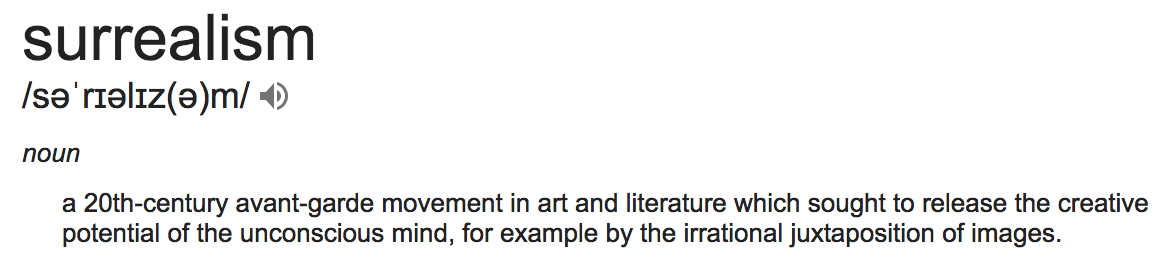 surrealism
/səˈrɪəlɪz(ə)m/
noun
a 20th-century avant-garde movement in art and literature which sought to release the creative
potential of the unconscious mind, for example by the irrational juxtaposition of images.